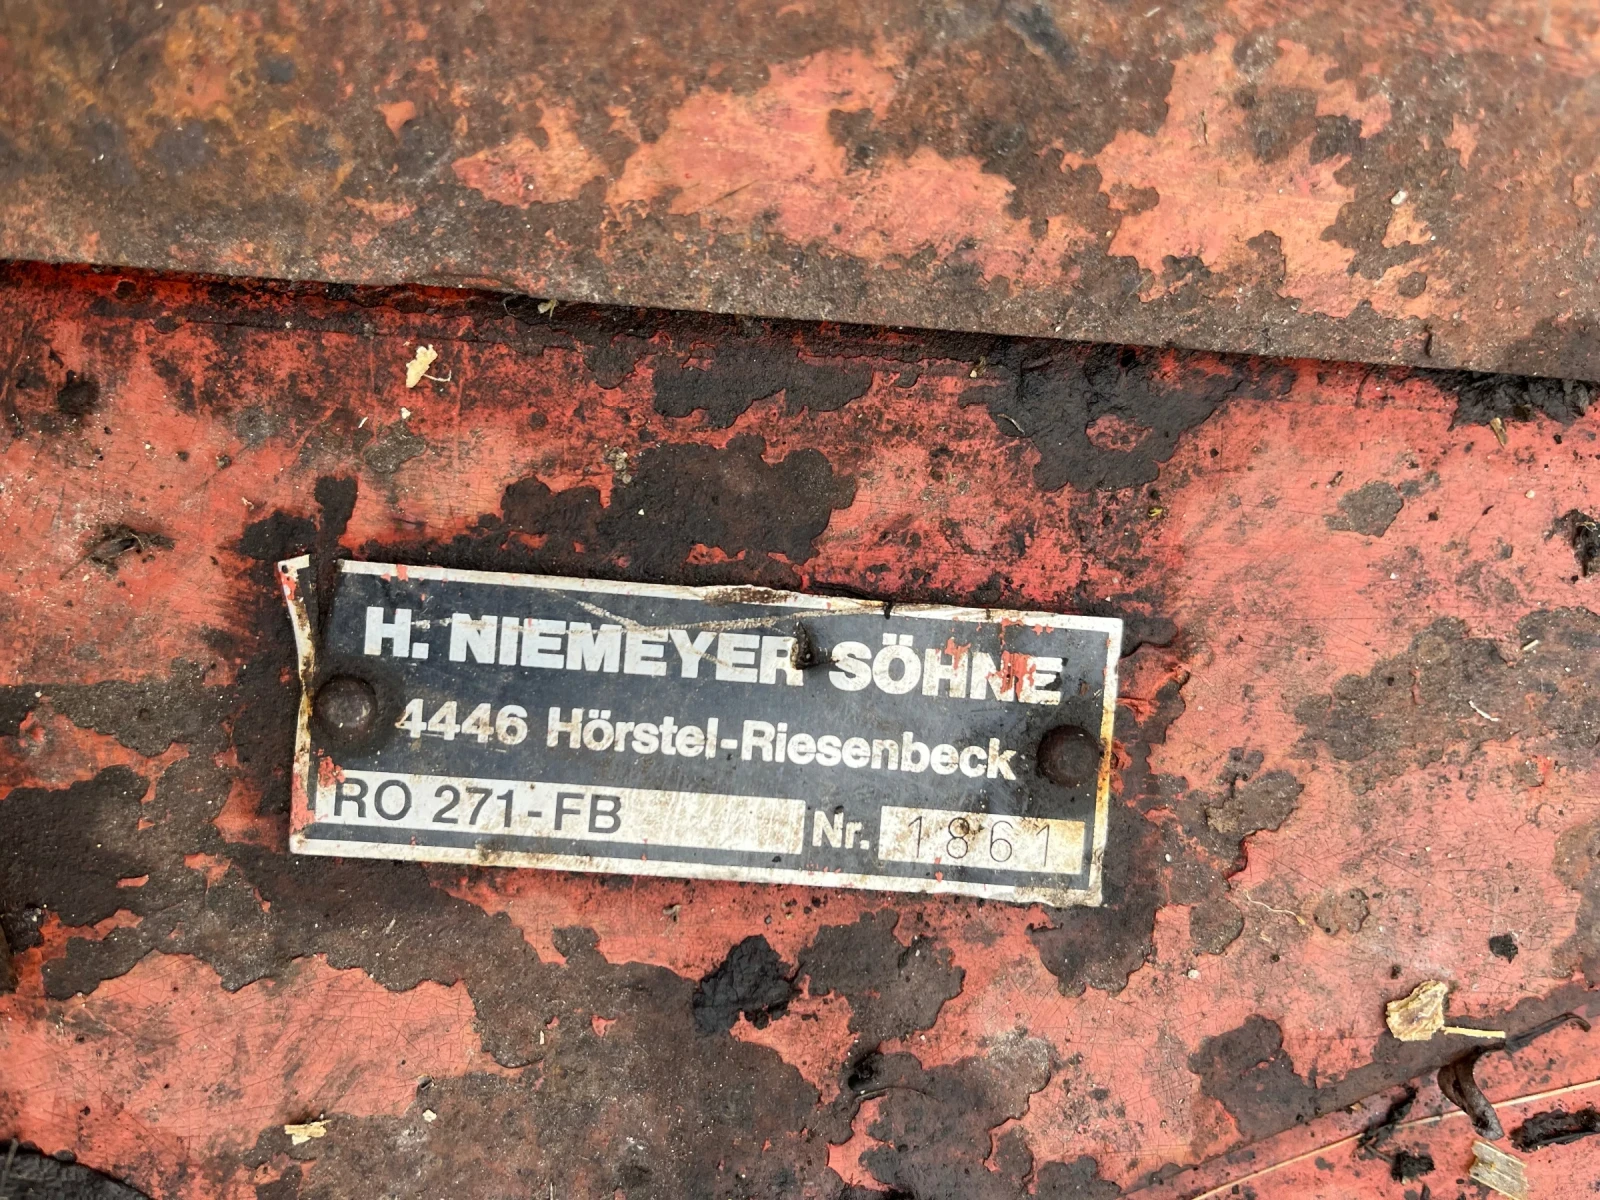 H. NIEMEYER SÖHNE
4446 Hörstel-Riesenbeck
RO 271-FB Nr. 1861